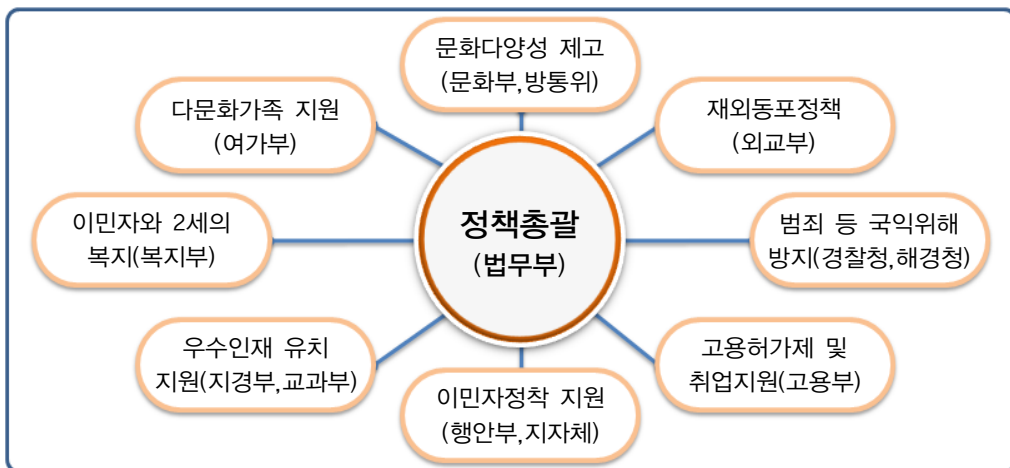 문화다양성 제고
(문화부,방통위)
다문화가족 지원
(여가부)
재외동포정책
(외교부)
이민자와 2세의
복지(복지부)
정책총괄
(법무부)
범죄 등 국익위해
방지(경찰청,해경청)
우수인재 유치
지원(지경부,교과부)
고용허가제 및
취업지원(고용부)
이민자정착 지원
(행안부,지자체)